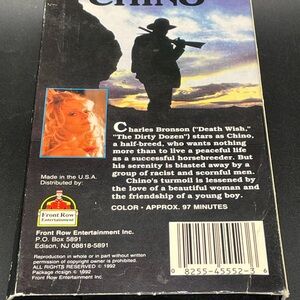 CHINO
Charles Bronson ("Death Wish,"
"The Dirty Dozen") stars as Chino,
a half-breed, who wants nothing
more than to live a peaceful life
as a successful horsebreeder. But
his serenity is blasted away by a
group of racist and scornful men.
Chino's turmoil is lessened by
the love of a beautiful woman and
the friendship of a young boy.
COLOR - APPROX. 97 MINUTES
Made in the U.S.A.
Distributed by:
Front Row
Entertainment
Front Row Entertainment Inc.
P.O. Box 5891
Edison, NJ 08818-5891
Reproduction in whole or in part without
permission of copyright owner is prohibited.
ALL RIGHTS RESERVED © 1992
Package design © 1992
Front Row Entertainment Inc.
0 8255-45552-3 6